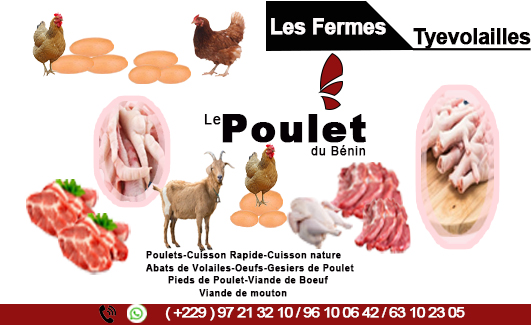 Les Fermes
Tyevolailles
Le
Poulet
du Bénin
Poulets-Cuisson Rapide-Cuisson nature
Abats de Volailes-Oeufs-Gesiers de Poulet
Pieds de Poulet-Viande de Boeuf
Viande de mouton
( +229 ) 97 21 32 10 / 96 10 06 42 / 63 10 23 05